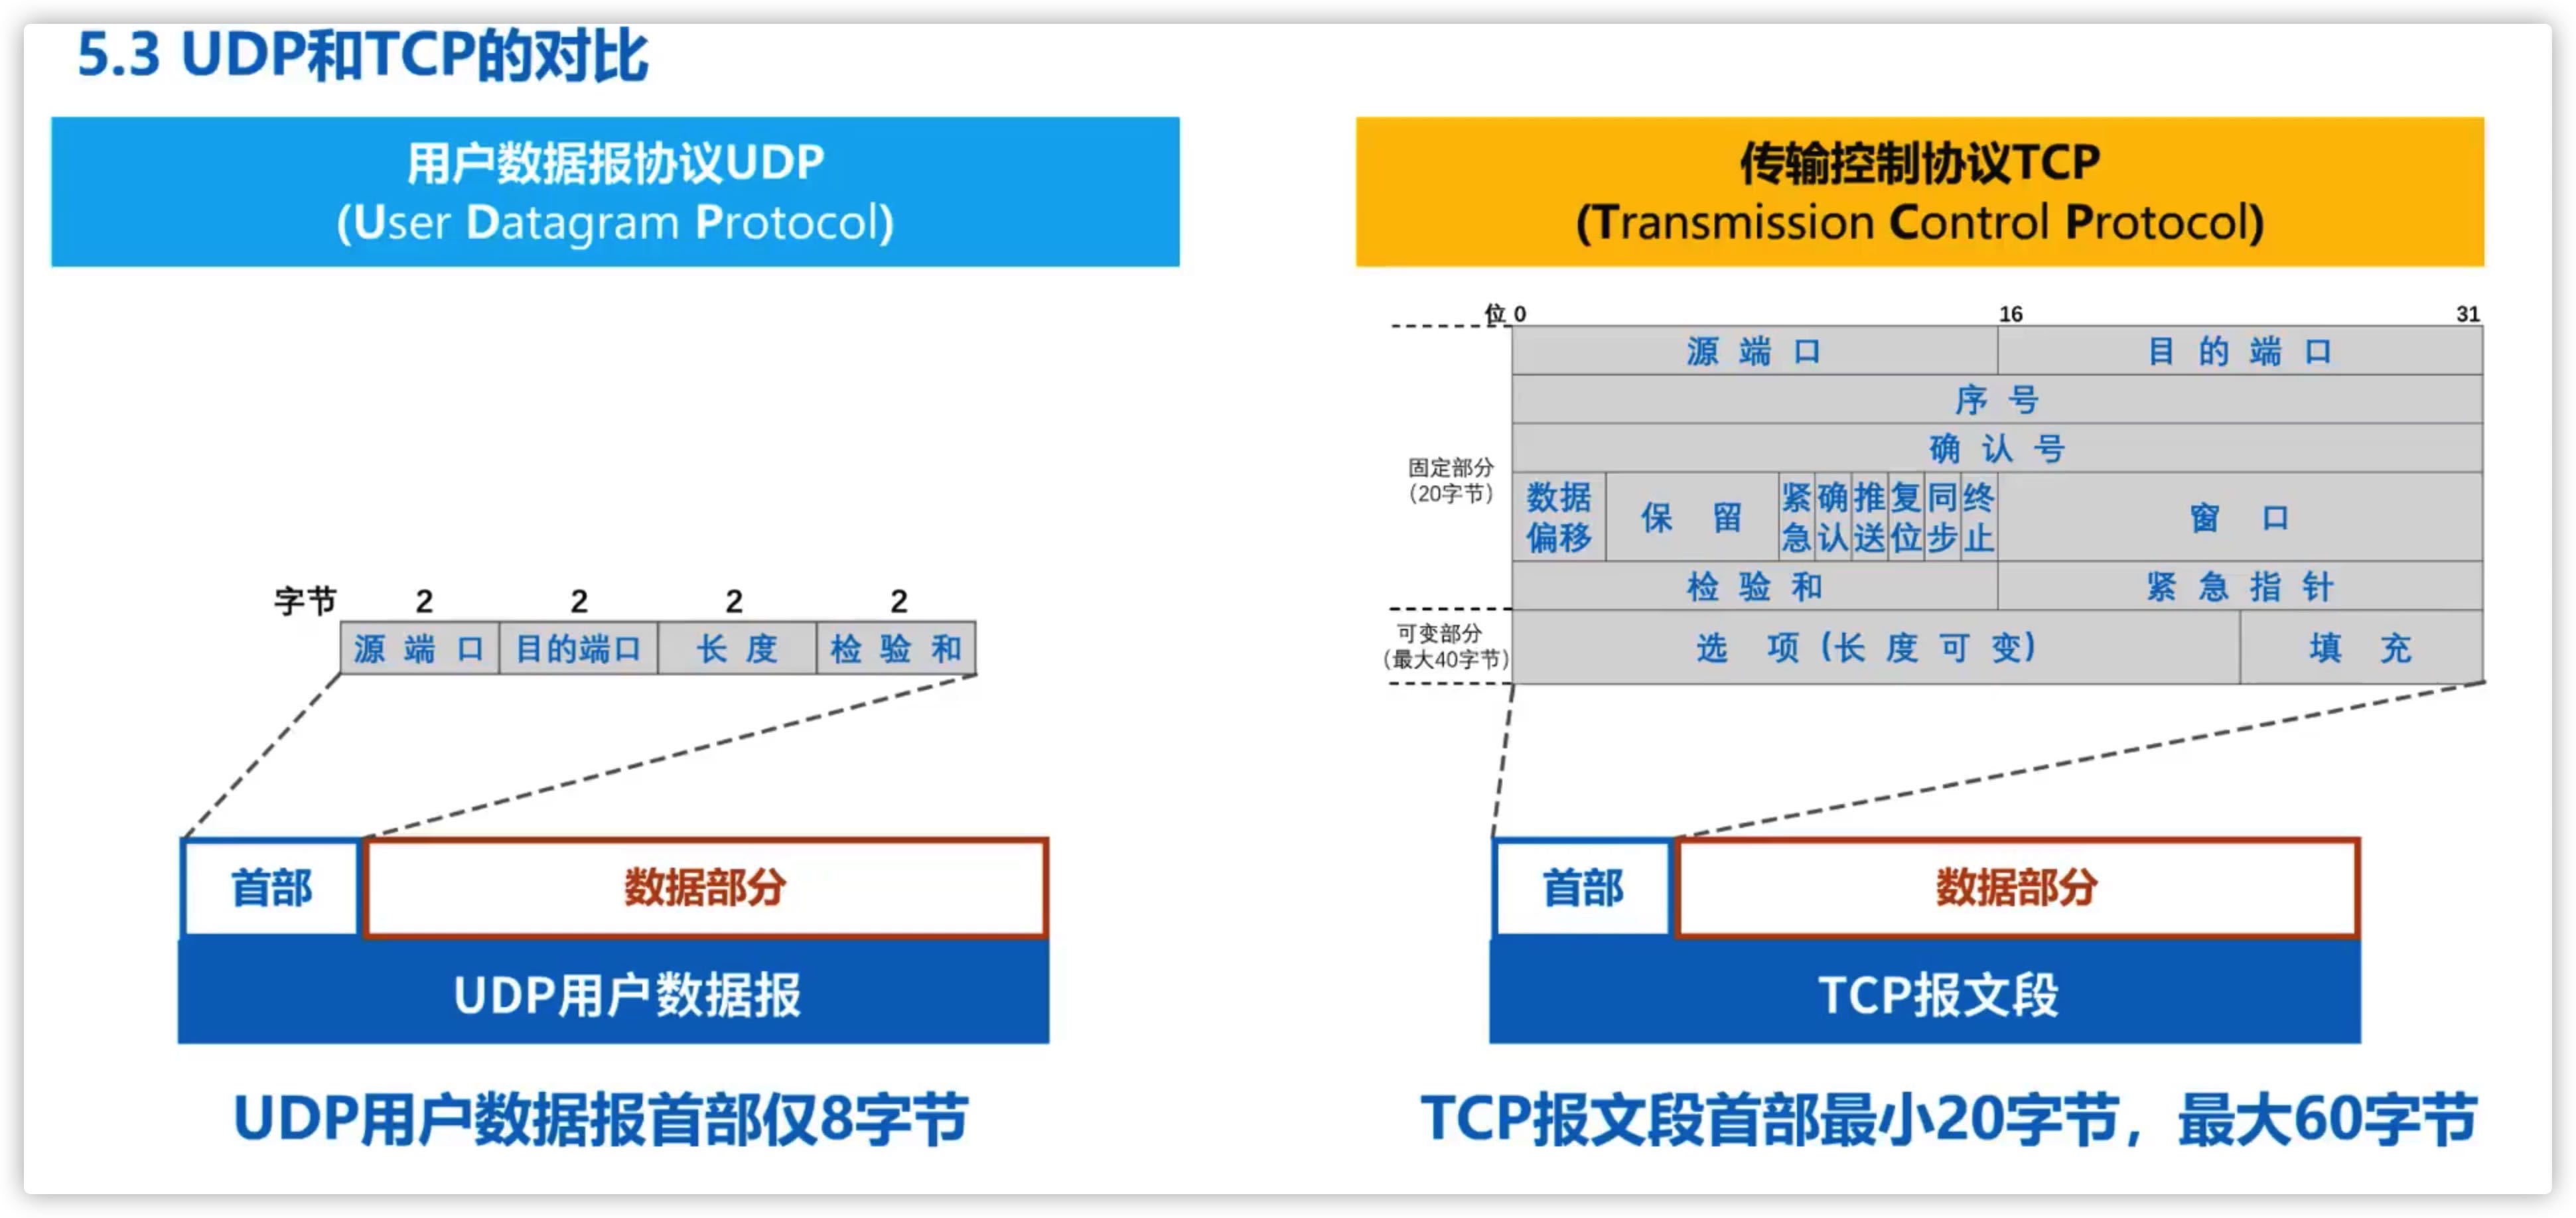 5.3 UDP和TCP的对比
用户数据报协议UDP
(User Datagram Protocol)
字节 2 2 2 2
源端口 目的端口 长度 检验和
首部 数据部分
UDP用户数据报
UDP用户数据报首部仅8字节
传输控制协议TCP
(Transmission Control Protocol)
位 0 16 31
源端口 目的端口
序号
确认号
固定部分
(20字节)
数据偏移 保留 紧急 确认 推送 复位 同步 终止 窗口
检验和 紧急指针
可变部分
(最大40字节)
选项(长度可变) 填充
首部 数据部分
TCP报文段
TCP报文段首部最小20字节，最大60字节